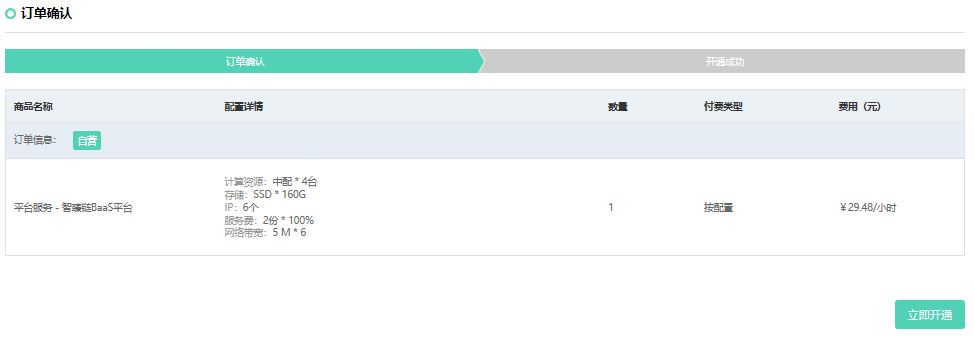 订单确认
订单确认 开通成功
商品名称 配置详情 数量 付费类型 费用（元）
订单信息： 自营
计算资源：中配 * 4台
存储：SSD * 160G
平台服务 - 智臻链BaaS平台 IP：6个 1 按配置 ￥29.48/小时
服务费：2份 * 100%
网络带宽：5 M * 6
立即开通